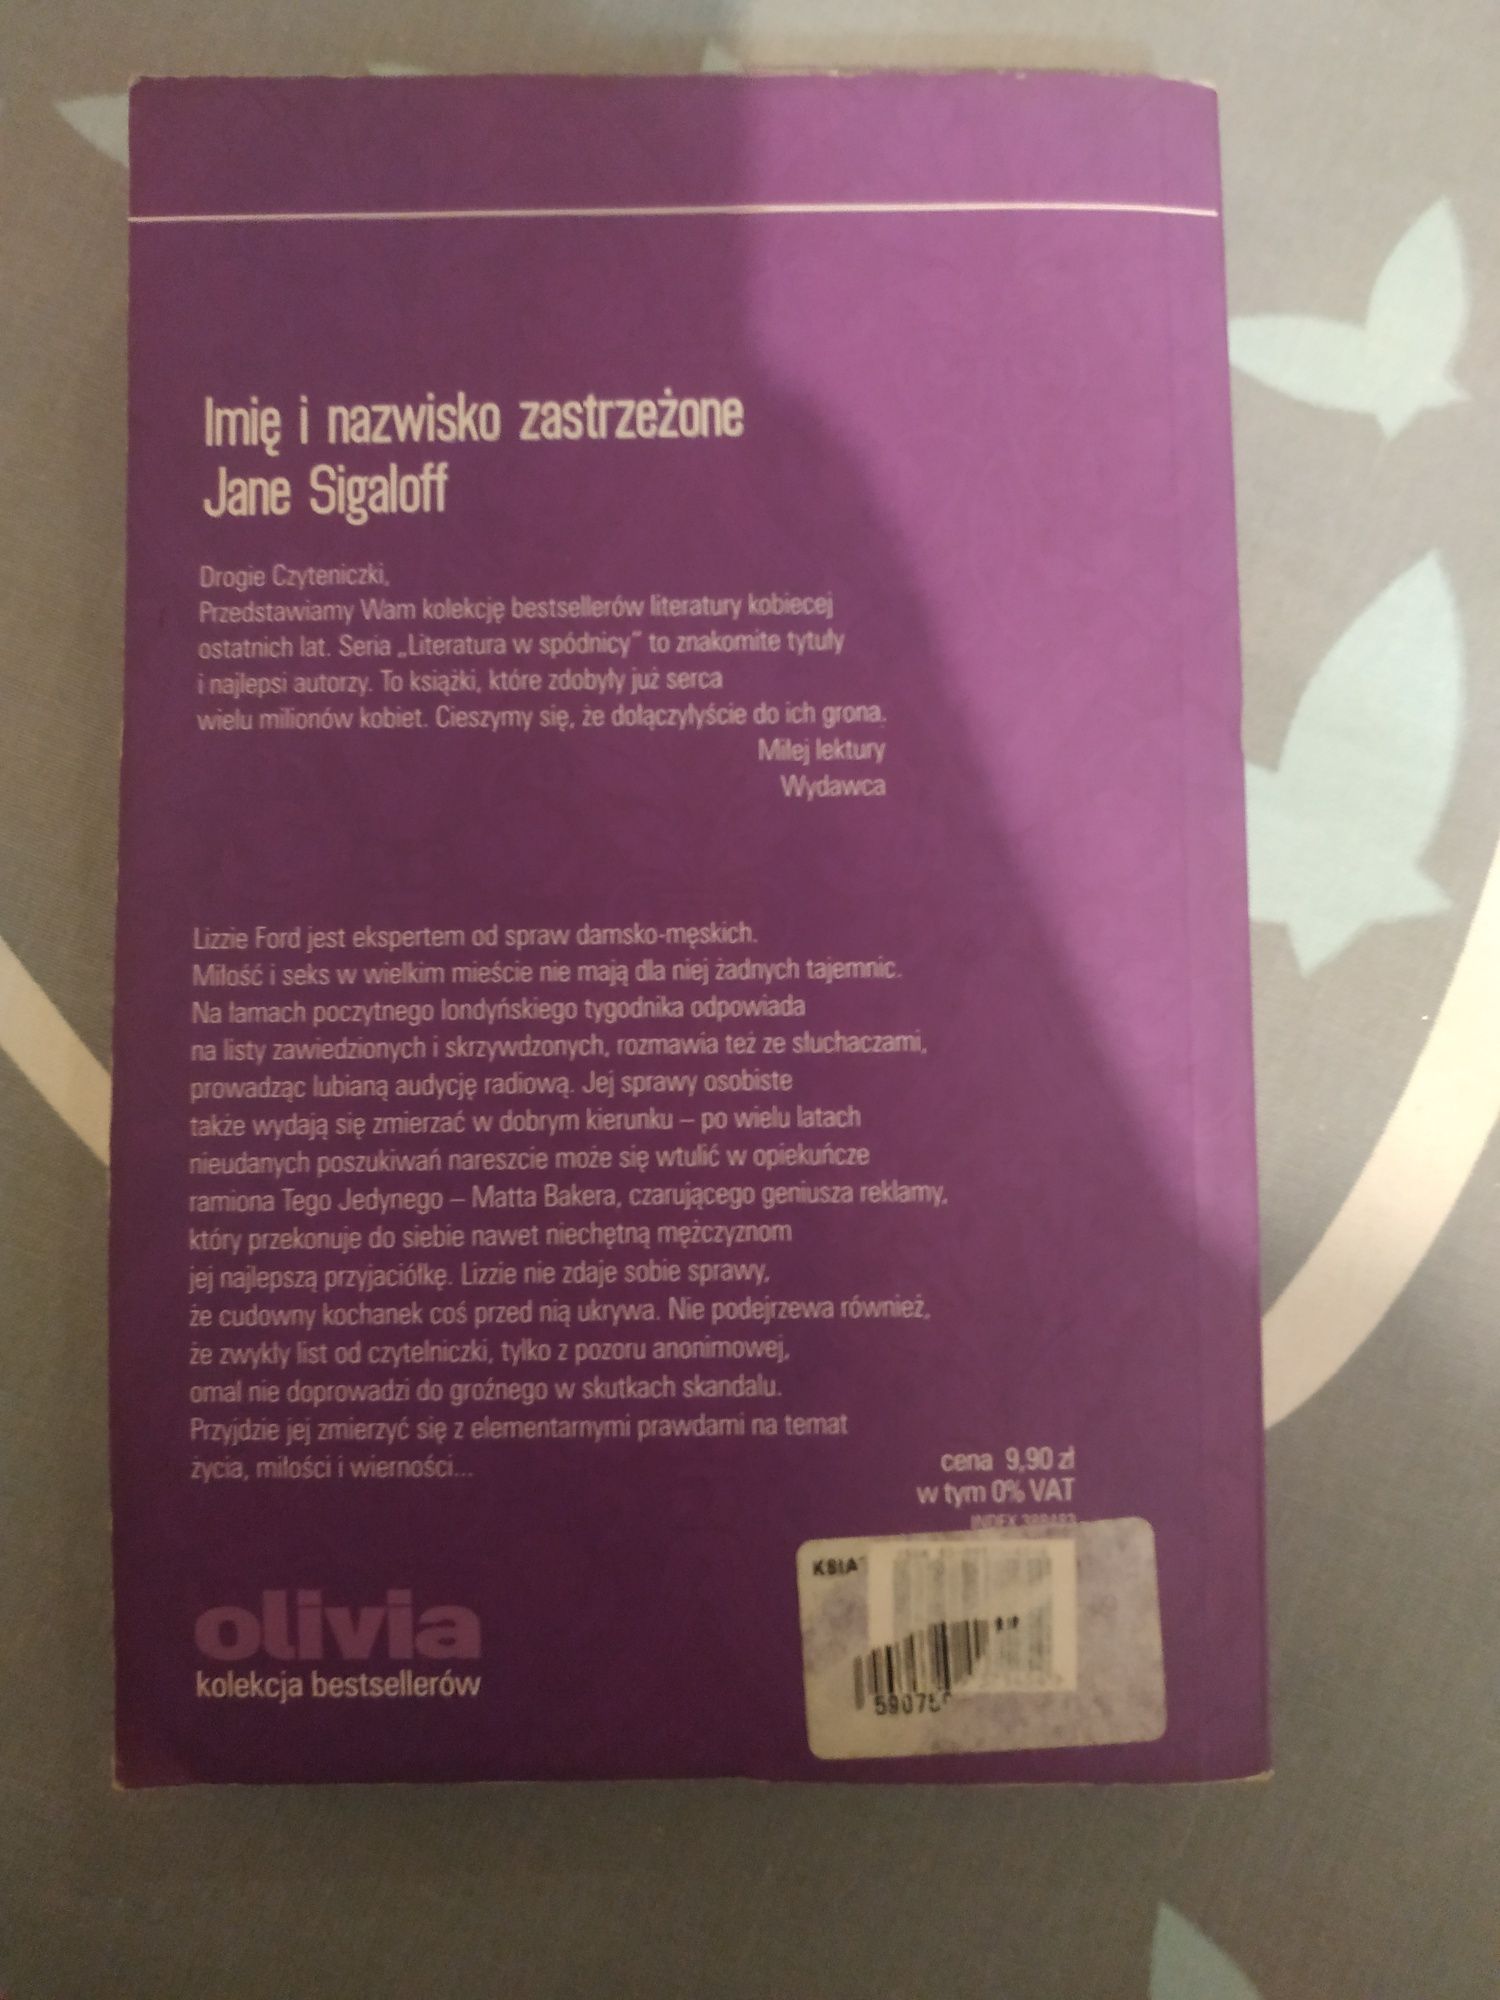 Imię i nazwisko zastrzeżone
Jane Sigaloff
Drogie Czyteniczki,
Przedstawiamy Wam kolekcję bestsellerów literatury kobiecej
ostatnich lat. Seria „Literatura w spódnicy" to znakomite tytuły
i najlepsi autorzy. To książki, które zdobyły już serca
wielu milionów kobiet. Cieszymy się, że dołączyłyście do ich grona.
Miłej lektury
Wydawca
Lizzie Ford jest ekspertem od spraw damsko-męskich.
Miłość i seks w wielkim mieście nie mają dla niej żadnych tajemnic.
Na łamach poczytnego londyńskiego tygodnika odpowiada
na listy zawiedzionych i skrzywdzonych, rozmawia też ze słuchaczami,
prowadząc lubianą audycję radiową. Jej sprawy osobiste
także wydają się zmierzać w dobrym kierunku – po wielu latach
nieudanych poszukiwań nareszcie może się wtulić w opiekuńcze
ramiona Tego Jedynego – Matta Bakera, czarującego geniusza reklamy,
który przekonuje do siebie nawet niechętną mężczyznom
jej najlepszą przyjaciółkę. Lizzie nie zdaje sobie sprawy,
że cudowny kochanek coś przed nią ukrywa. Nie podejrzewa również,
że zwykły list od czytelniczki, tylko z pozoru anonimowej,
omal nie doprowadzi do groźnego w skutkach skandalu.
Przyjdzie jej zmierzyć się z elementarnymi prawdami na temat
życia, miłości i wierności...
cena 9,90 zł
w tym 0% VAT
INDEX
KSIA
59075
olivia
kolekcja bestsellerów